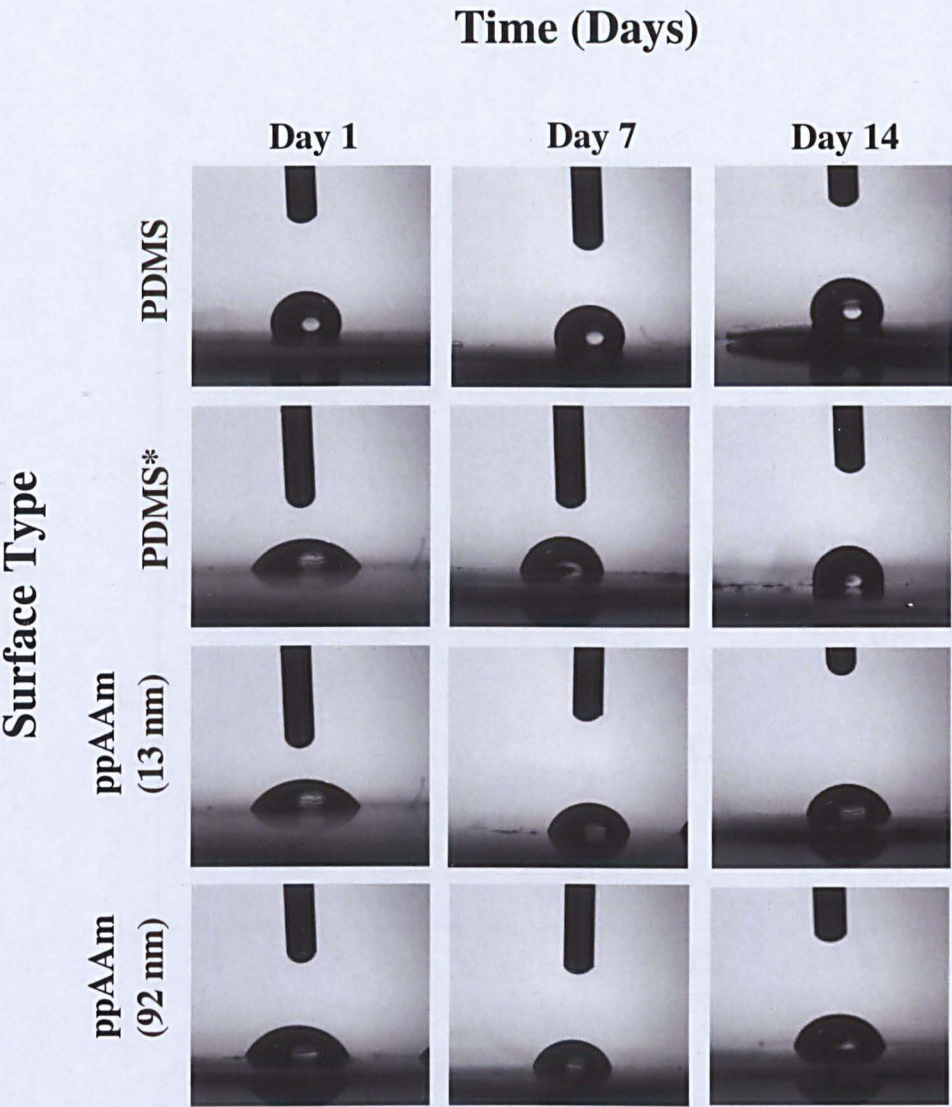 Time (Days)
Day 1
Day 7
Day 14
Surface Type
PDMS
PDMS*
ppAAm
(13 nm)
ppAAm
(92 nm)